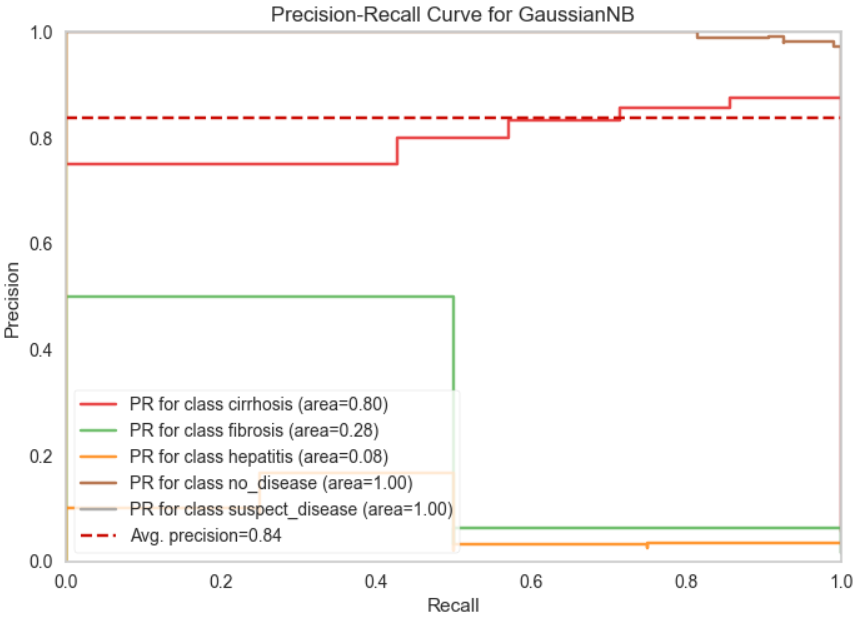 Precision-Recall Curve for GaussianNB
1.0
0.8
0.6
0.4
0.2
0.0
Precision
PR for class cirrhosis (area=0.80)
PR for class fibrosis (area=0.28)
PR for class hepatitis (area=0.08)
PR for class no_disease (area=1.00)
PR for class suspect_disease (area=1.00)
Avg. precision=0.84
0.0 0.2 0.4 0.6 0.8 1.0
Recall